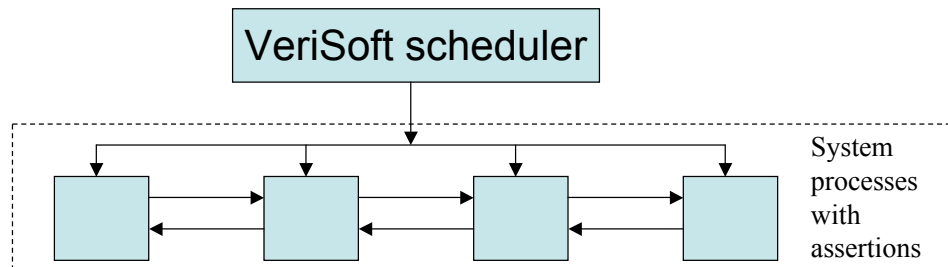 VeriSoft scheduler
System
processes
with
assertions